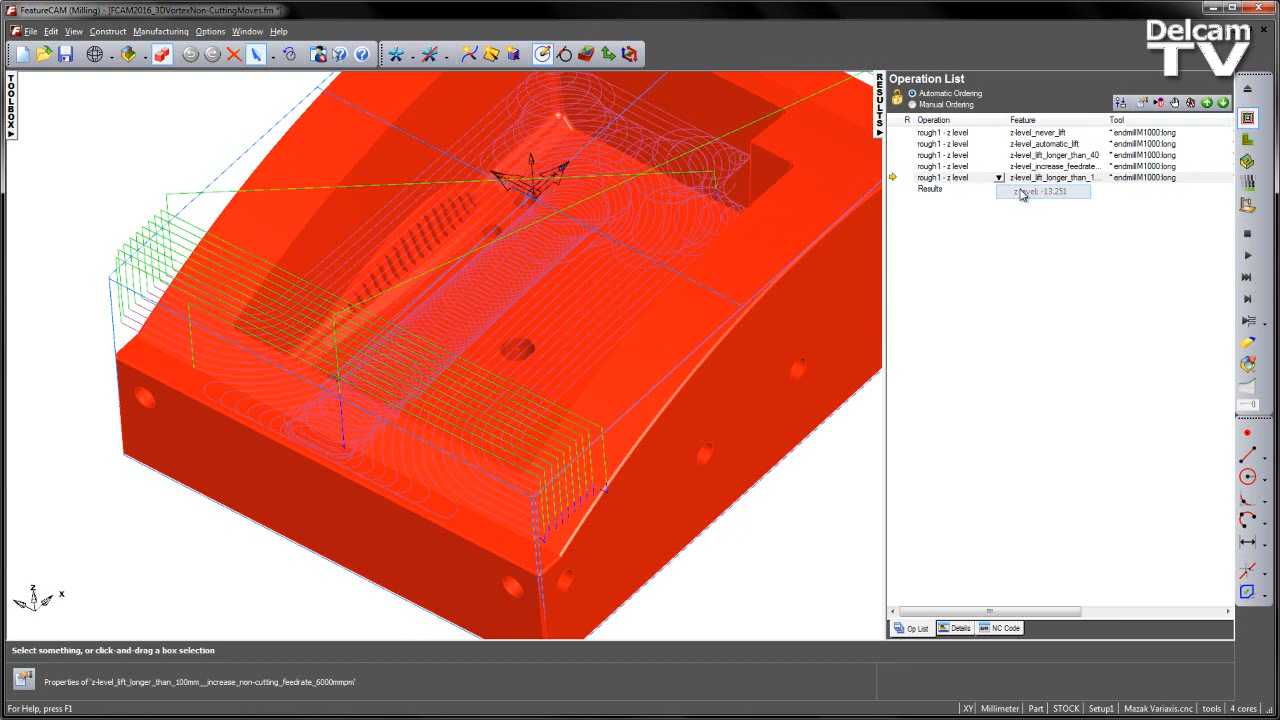 FeatureCAM (Milling) - [FCAM2016_3DVortexNon-CuttingMoves.fm *]
File Edit View Construct Manufacturing Options Window Help
Delcam
TV
TOOLBOX
RESULTS
Operation List
Automatic Ordering
Manual Ordering
R Operation Feature Tool
rough1 - z level z-level_never_lift * endmillM1000:long
rough1 - z level z-level_automatic_lift * endmillM1000:long
rough1 - z level z-level_lift_longer_than_40 * endmillM1000:long
rough1 - z level z-level_increase_feedrate... * endmillM1000:long
rough1 - z level z-level_lift_longer_than_1... * endmillM1000:long
Results
z level: -13.251
z
x
Op List Details NC Code
Select something, or click-and-drag a box selection
Properties of 'z-level_lift_longer_than_100mm__increase_non-cutting_feedrate_6000mmpm'
For Help, press F1
XY Millimeter Part STOCK Setup1 Mazak Variaxis.cnc tools 4 cores